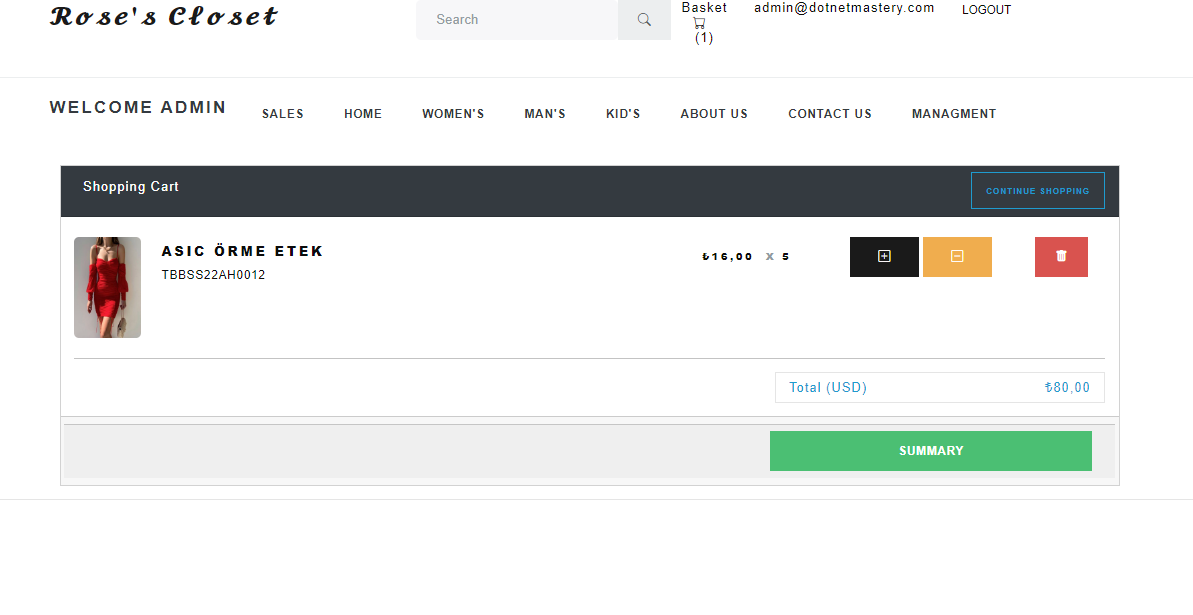 Rose's Closet
Search
Basket
(1)
admin@dotnetmastery.com
LOGOUT
WELCOME ADMIN
SALES
HOME
WOMEN'S
MAN'S
KID'S
ABOUT US
CONTACT US
MANAGMENT
Shopping Cart
CONTINUE SHOPPING
ASIC ÖRME ETEK
TBBSS22AH0012
₺16,00 X 5
Total (USD)
₺80,00
SUMMARY